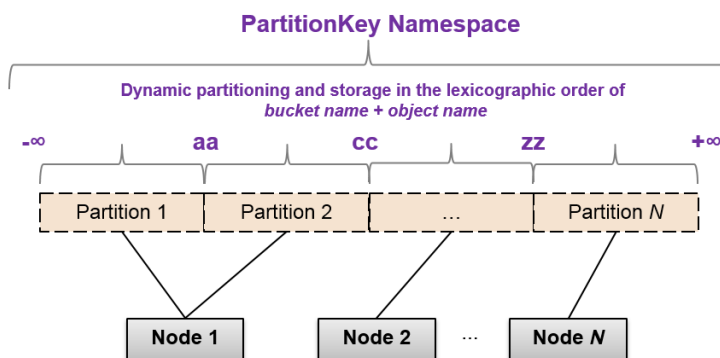 PartitionKey Namespace
Dynamic partitioning and storage in the lexicographic order of
bucket name + object name
-∞ aa cc zz +∞
Partition 1 Partition 2 ... Partition N
Node 1 Node 2 ... Node N